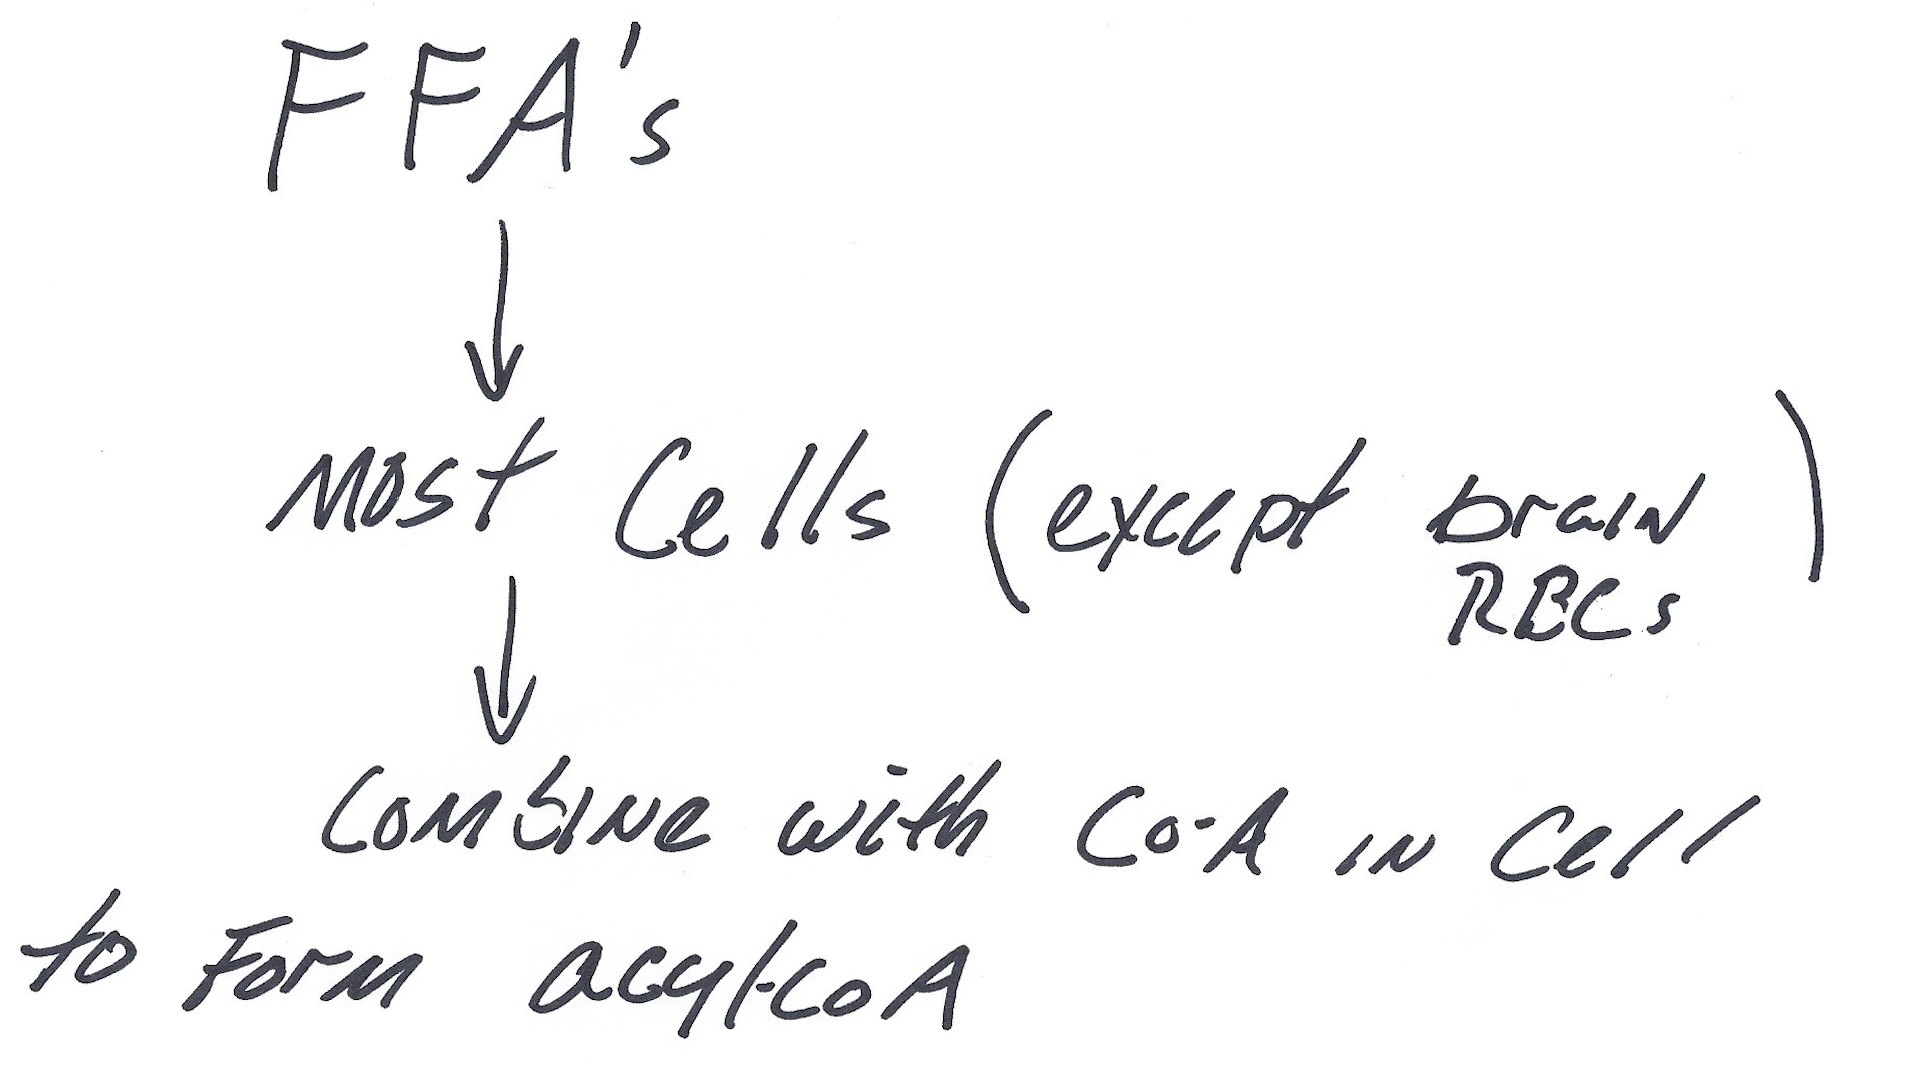 FFA's
Most Cells (except brain)
RBCs
Combine with Co-A in Cell
to Form acyl-coA